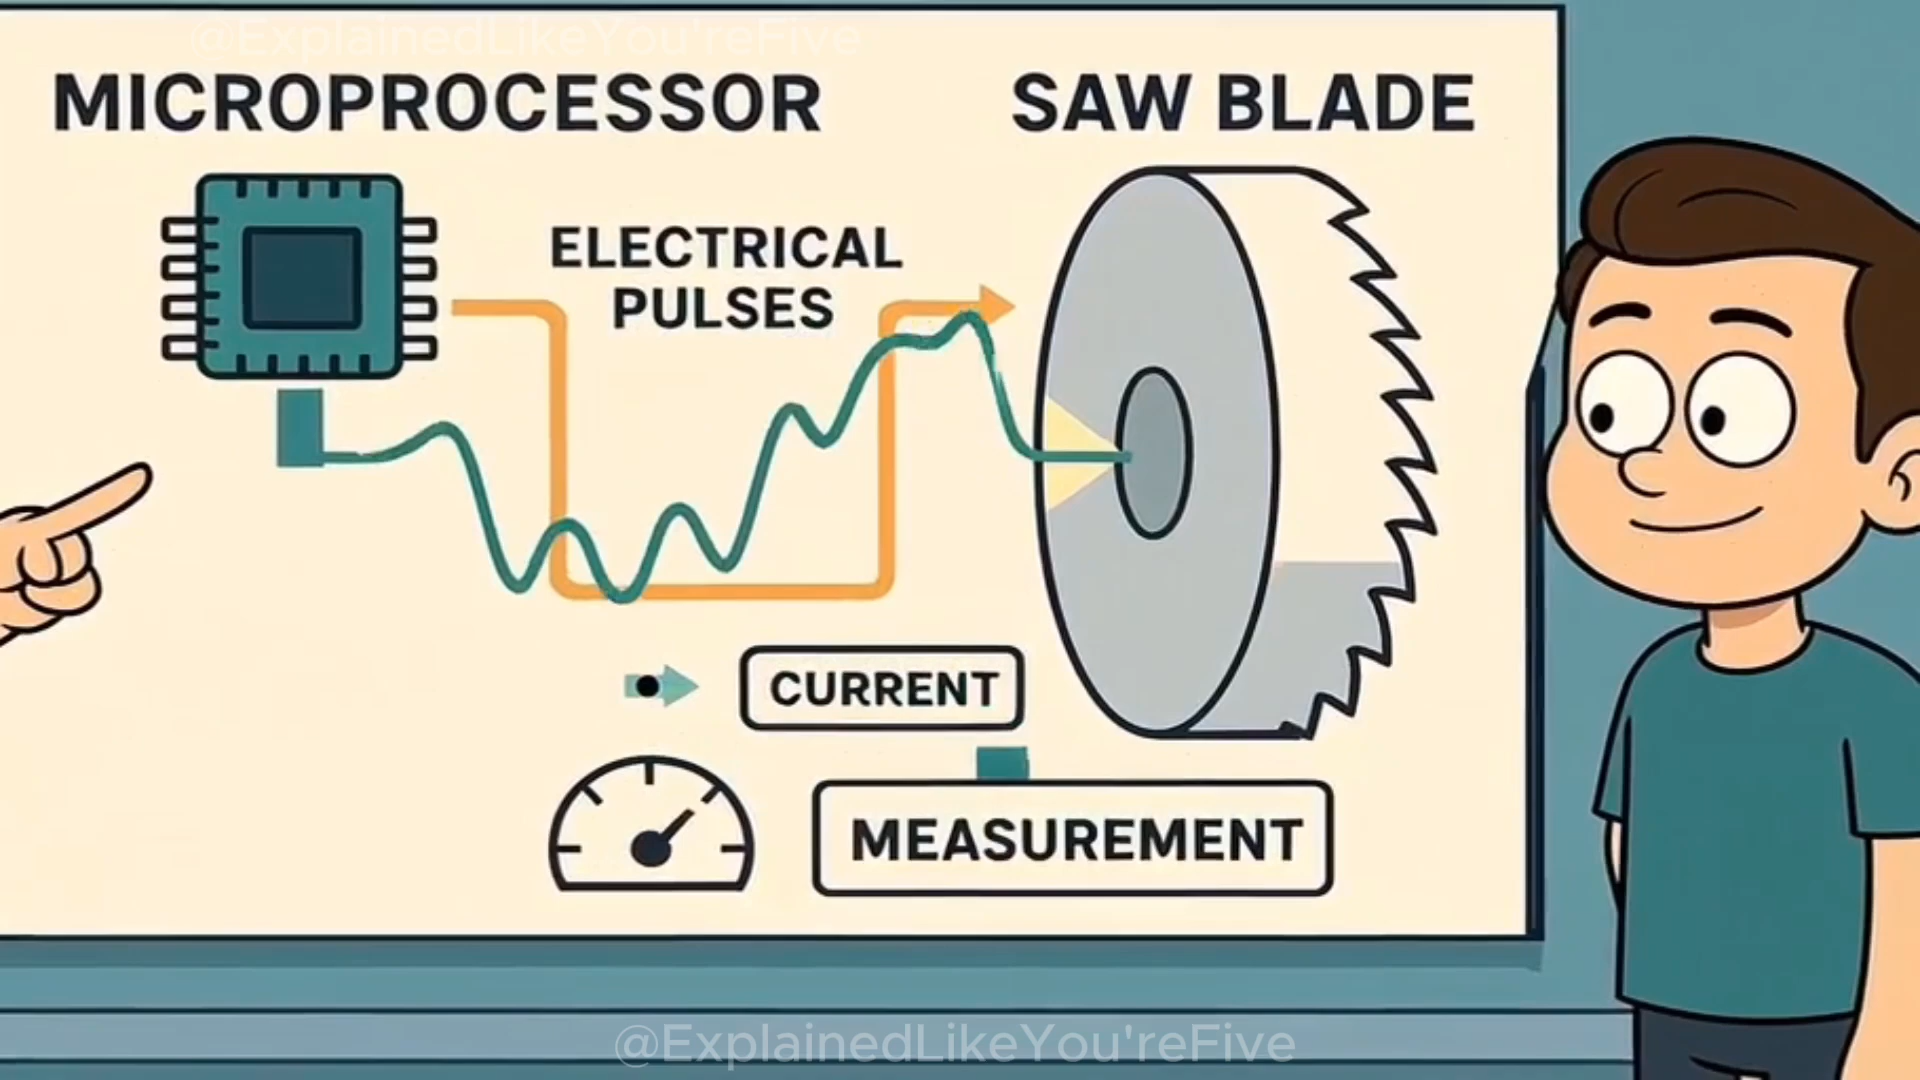 @ExplainedLikeYou'reFive
MICROPROCESSOR
SAW BLADE
ELECTRICAL
PULSES
CURRENT
MEASUREMENT
@ExplainedLikeYou'reFive